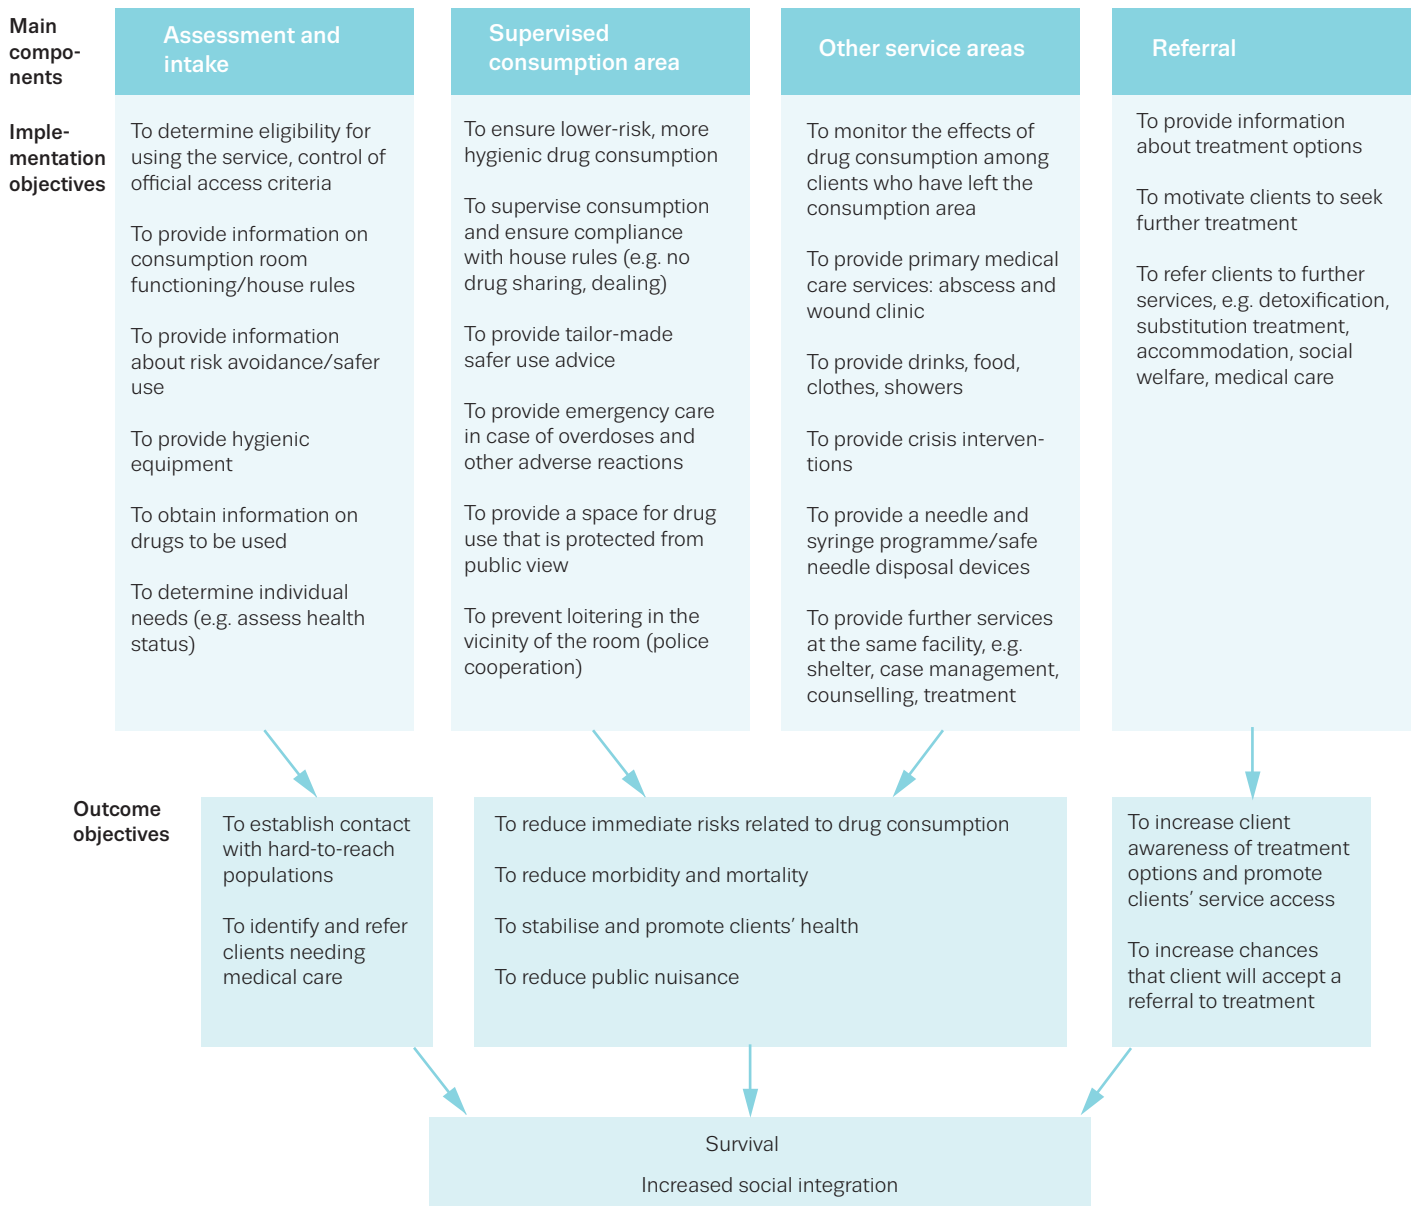 Main
compo-
nents
Assessment and
intake
Supervised
consumption area
Other service areas
Referral
Imple-
mentation
objectives
To determine eligibility for
using the service, control of
official access criteria
To provide information on
consumption room
functioning/house rules
To provide information
about risk avoidance/safer
use
To provide hygienic
equipment
To obtain information on
drugs to be used
To determine individual
needs (e.g. assess health
status)
To ensure lower-risk, more
hygienic drug consumption
To supervise consumption
and ensure compliance
with house rules (e.g. no
drug sharing, dealing)
To provide tailor-made
safer use advice
To provide emergency care
in case of overdoses and
other adverse reactions
To provide a space for drug
use that is protected from
public view
To prevent loitering in the
vicinity of the room (police
cooperation)
To monitor the effects of
drug consumption among
clients who have left the
consumption area
To provide primary medical
care services: abscess and
wound clinic
To provide drinks, food,
clothes, showers
To provide crisis interven-
tions
To provide a needle and
syringe programme/safe
needle disposal devices
To provide further services
at the same facility, e.g.
shelter, case management,
counselling, treatment
To provide information
about treatment options
To motivate clients to seek
further treatment
To refer clients to further
services, e.g. detoxification,
substitution treatment,
accommodation, social
welfare, medical care
Outcome
objectives
To establish contact
with hard-to-reach
populations
To identify and refer
clients needing
medical care
To reduce immediate risks related to drug consumption
To reduce morbidity and mortality
To stabilise and promote clients’ health
To reduce public nuisance
To increase client
awareness of treatment
options and promote
clients’ service access
To increase chances
that client will accept a
referral to treatment
Survival
Increased social integration